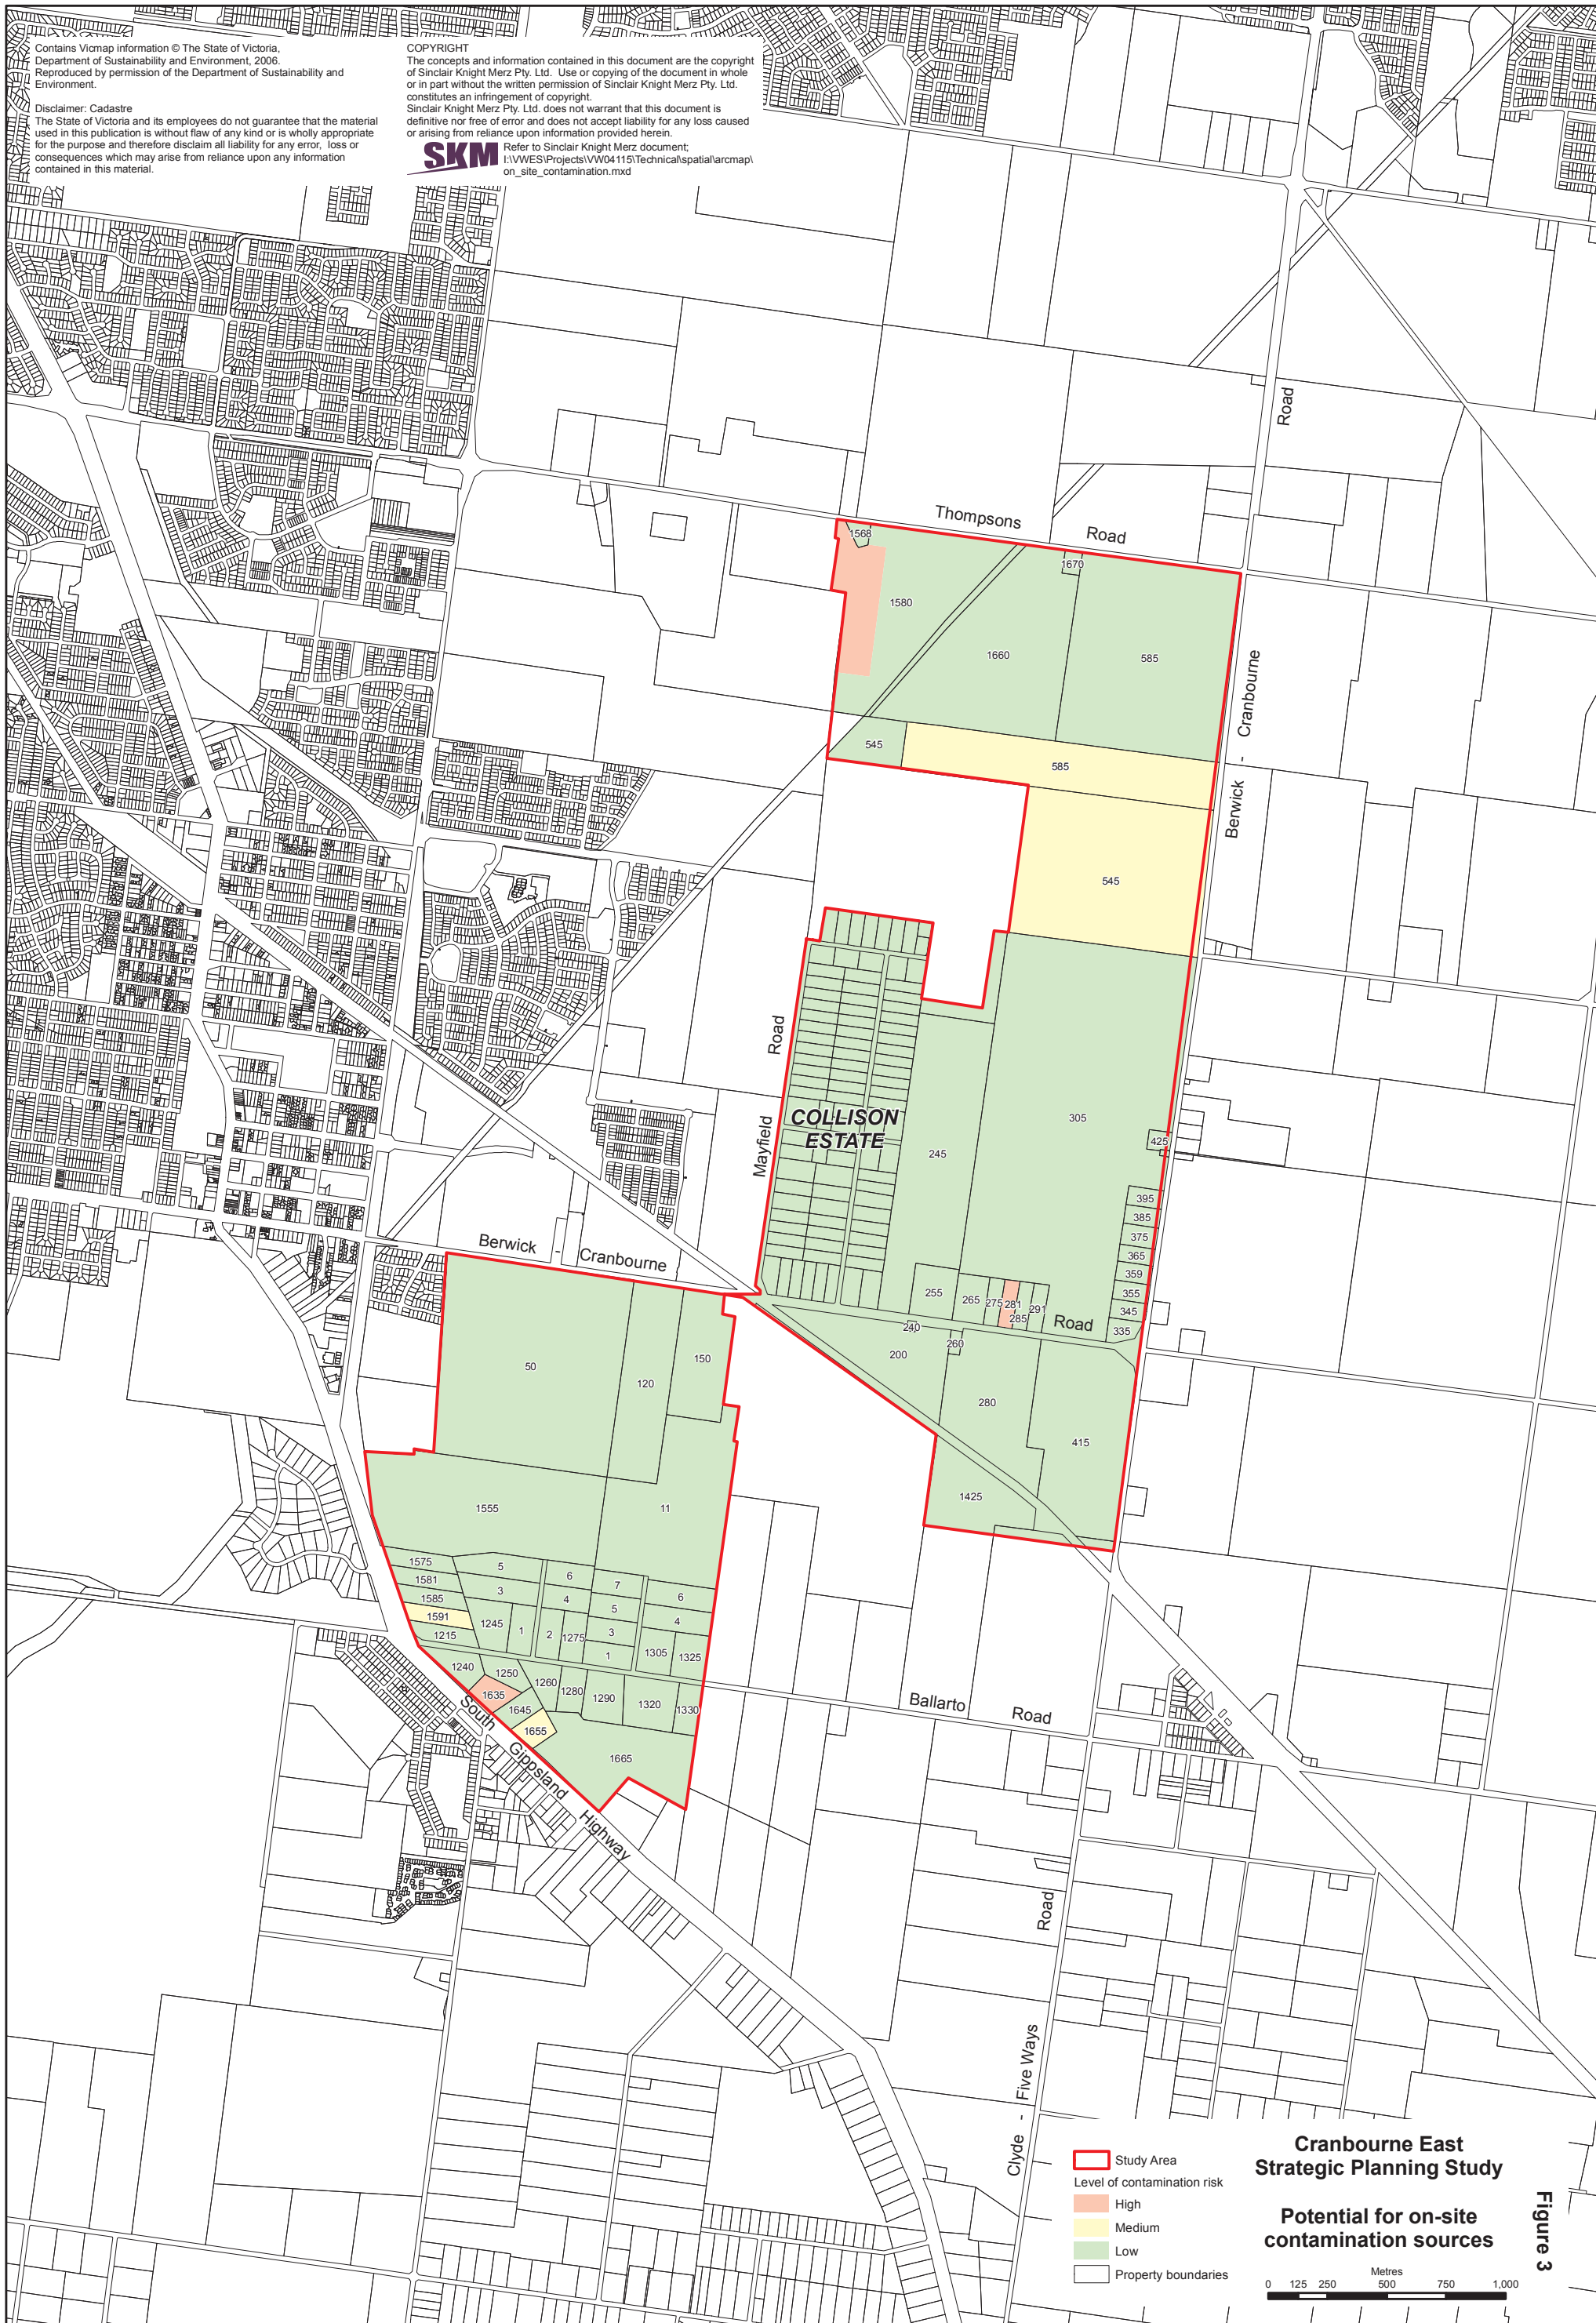 Contains Vicmap information © The State of Victoria,
Department of Sustainability and Environment, 2006.
Reproduced by permission of the Department of Sustainability and
Environment.
Disclaimer: Cadastre
The State of Victoria and its employees do not guarantee that the material
used in this publication is without flaw of any kind or is wholly appropriate
for the purpose and therefore disclaim all liability for any error, loss or
consequences which may arise from reliance upon any information
contained in this material.
COPYRIGHT
The concepts and information contained in this document are the copyright
of Sinclair Knight Merz Pty. Ltd. Use or copying of the document in whole
or in part without the written permission of Sinclair Knight Merz Pty. Ltd.
constitutes an infringement of copyright.
Sinclair Knight Merz Pty. Ltd. does not warrant that this document is
definitive nor free of error and does not accept liability for any loss caused
or arising from reliance upon information provided herein.
SKM
Refer to Sinclair Knight Merz document;
I:\VWES\Projects\VW04115\Technical\spatial\arcmap\
on_site_contamination.mxd
Road
Thompsons Road
1568
1670
1580
1660
585
Berwick - Cranbourne
545
585
545
Mayfield Road
COLLISON
ESTATE
305
425
245
395
385
375
365
359
355
345
335
255
265
275
281
285
291
Road
Berwick - Cranbourne
240
260
200
50
120
150
280
415
1425
1555
11
1575
1581
1585
1591
1215
5
3
1245
1
6
4
2
1275
7
5
3
1
6
4
1305
1325
1240
1250
1260
1280
1290
1320
1330
1635
1645
1655
1665
South Gippsland Highway
Ballarto Road
Clyde - Five Ways Road
Study Area
Level of contamination risk
High
Medium
Low
Property boundaries
Cranbourne East
Strategic Planning Study
Potential for on-site
contamination sources
Figure 3
Metres
0 125 250 500 750 1,000